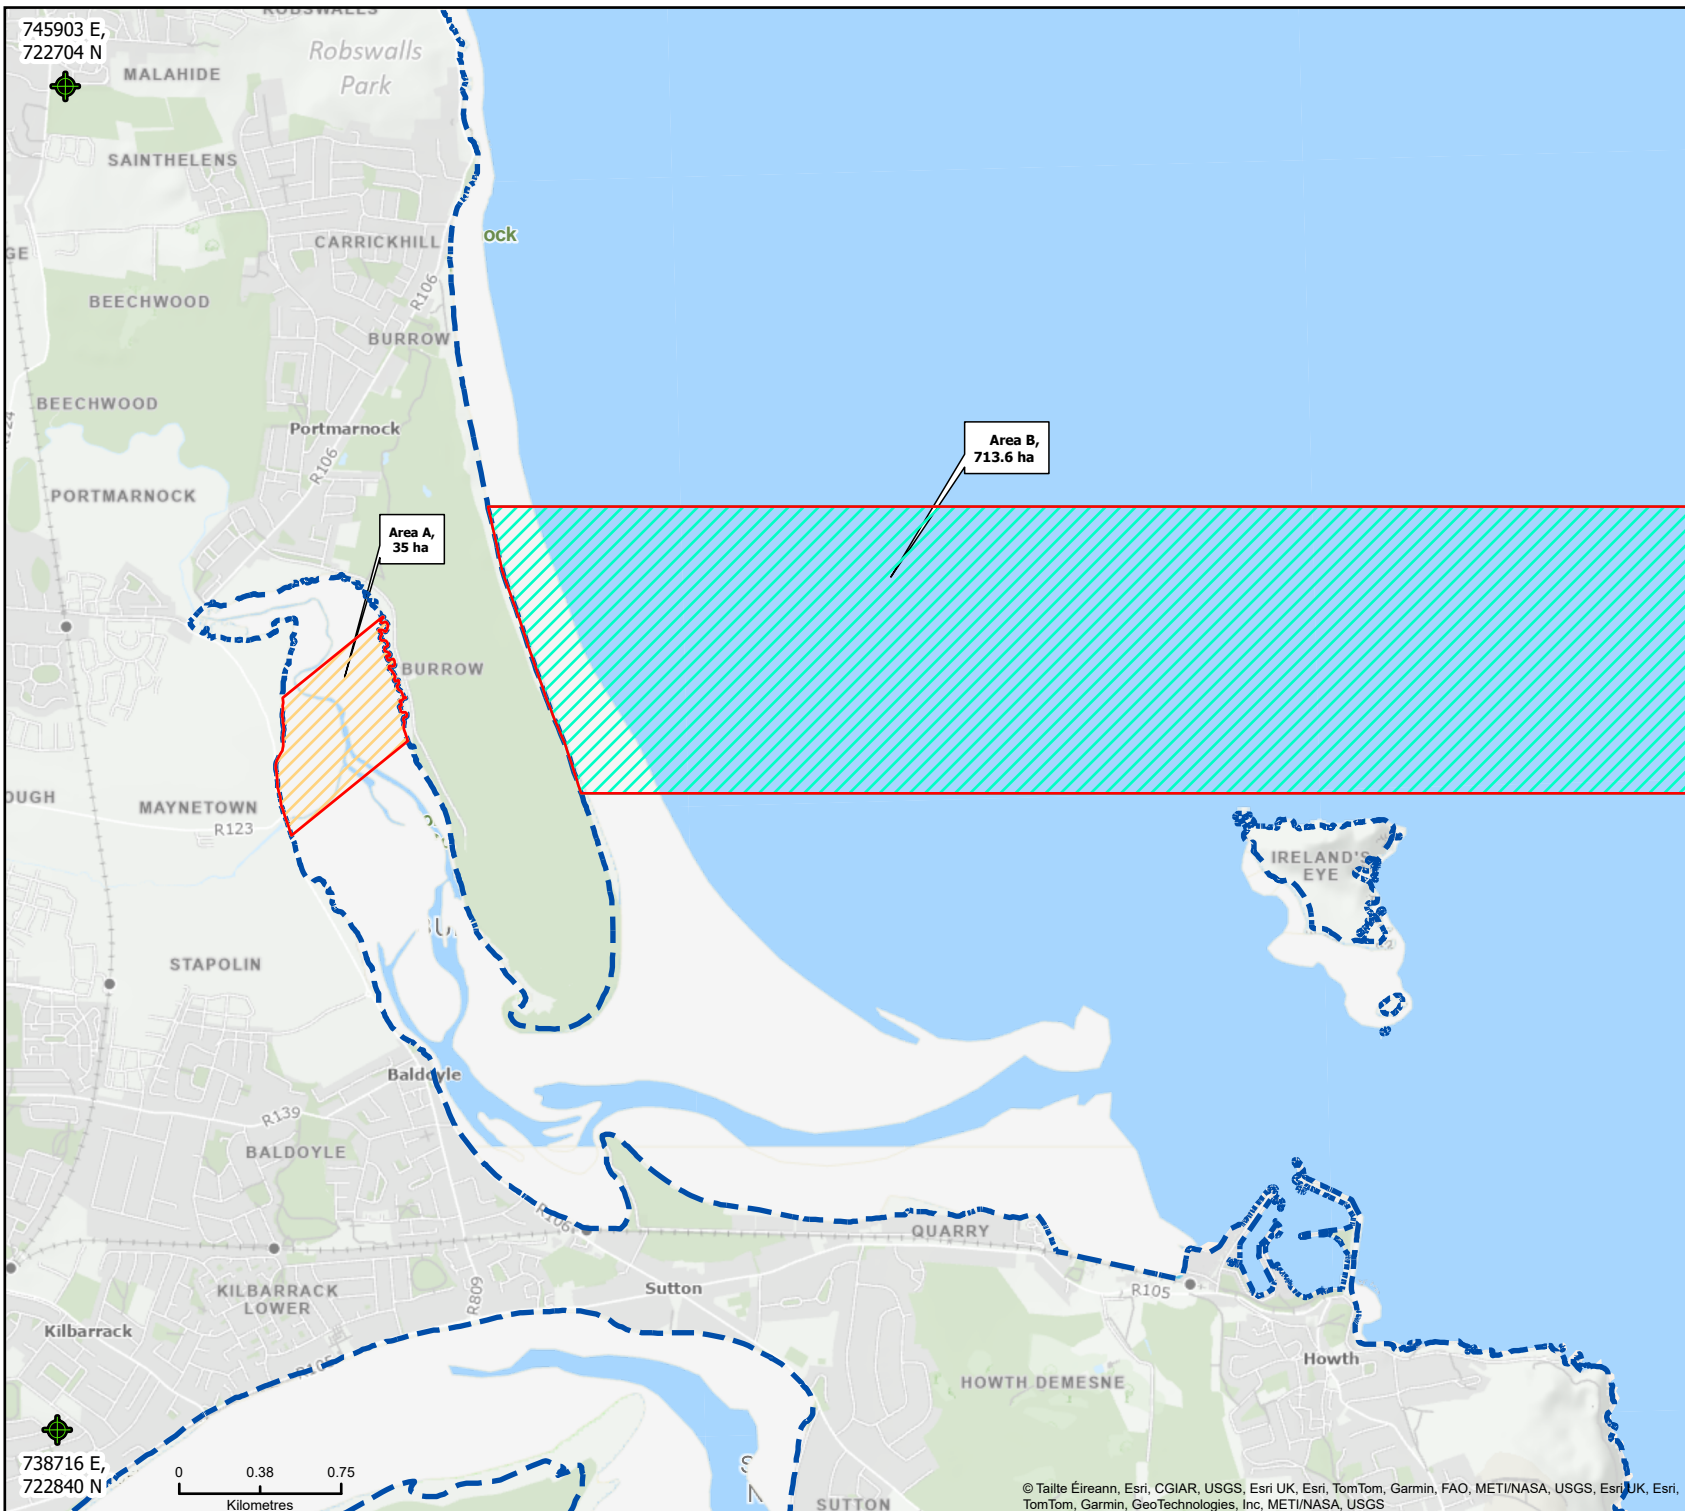 ROBSWALLS
745903 E,
722704 N
Robswalls
Park
MALAHIDE
SAINTHELENS
CARRICKHILL
ock
GE
R106
BEECHWOOD
BURROW
BEECHWOOD
Portmarnock
R106
PORTMARNOCK
Area B,
713.6 ha
Area A,
35 ha
BURROW
OUGH
MAYNETOWN
R123
IRELAND'S
EYE
STAPOLIN
Baldoyle
R139
BALDOYLE
R106
QUARRY
KILBARRACK
LOWER
R809
Sutton
R105
Kilbarrack
R105
Howth
HOWTH DEMESNE
738716 E,
722840 N
0 0.38 0.75
Kilometres
S
N
SUTTON
© Tailte Éireann, Esri, CGIAR, USGS, Esri UK, Esri, TomTom, Garmin, FAO, METI/NASA, USGS, Esri UK, Esri,
TomTom, Garmin, GeoTechnologies, Inc, METI/NASA, USGS